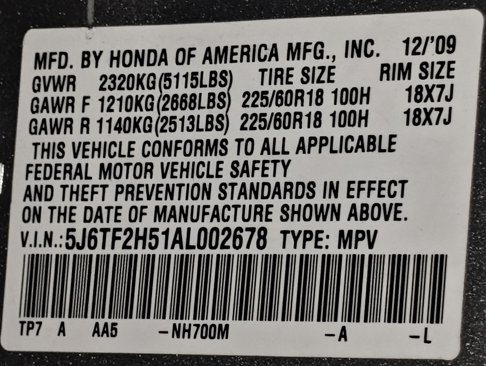 MFD. BY HONDA OF AMERICA MFG., INC. 12/'09
GVWR 2320KG(5115LBS) TIRE SIZE RIM SIZE
GAWR F 1210KG(2668LBS) 225/60R18 100H 18X7J
GAWR R 1140KG(2513LBS) 225/60R18 100H 18X7J
THIS VEHICLE CONFORMS TO ALL APPLICABLE
FEDERAL MOTOR VEHICLE SAFETY
AND THEFT PREVENTION STANDARDS IN EFFECT
ON THE DATE OF MANUFACTURE SHOWN ABOVE.
V.I.N.:5J6TF2H51AL002678 TYPE: MPV
TP7 A AA5 -NH700M -A -L